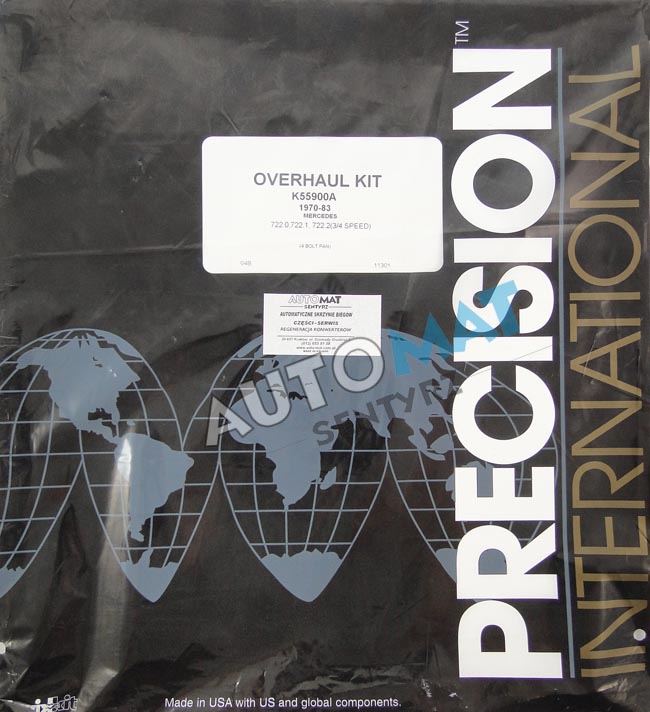 OVERHAUL KIT
K55900A
1970-83
MERCEDES
722.0,722.1, 722.2(3/4 SPEED)
(4 BOLT PAN)
04B 11301
AUTOMAT
SENTYRZ
AUTOMATYCZNE SKRZYNIE BIEGÓW
CZĘŚCI-SERWIS
REGENERACJA KONWERTERÓW
AUTOMAT
SENTYRZ
PRECISION™
INTERNATIONAL
Made in USA with US and global components.